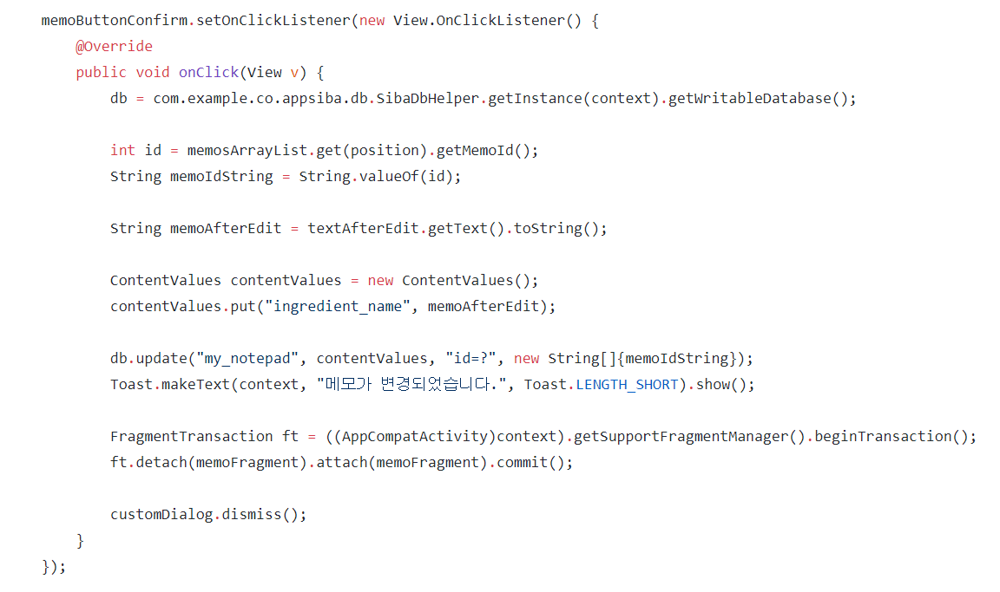 memoButtonConfirm.setOnClickListener(new View.OnClickListener() {
@Override
public void onClick(View v) {
db = com.example.co.appsiba.db.SibaDbHelper.getInstance(context).getWritableDatabase();
int id = memosArrayList.get(position).getMemoId();
String memoIdString = String.valueOf(id);
String memoAfterEdit = textAfterEdit.getText().toString();
ContentValues contentValues = new ContentValues();
contentValues.put("ingredient_name", memoAfterEdit);
db.update("my_notepad", contentValues, "id=?", new String[]{memoIdString});
Toast.makeText(context, "메모가 변경되었습니다.", Toast.LENGTH_SHORT).show();
FragmentTransaction ft = ((AppCompatActivity)context).getSupportFragmentManager().beginTransaction();
ft.detach(memoFragment).attach(memoFragment).commit();
customDialog.dismiss();
}
});